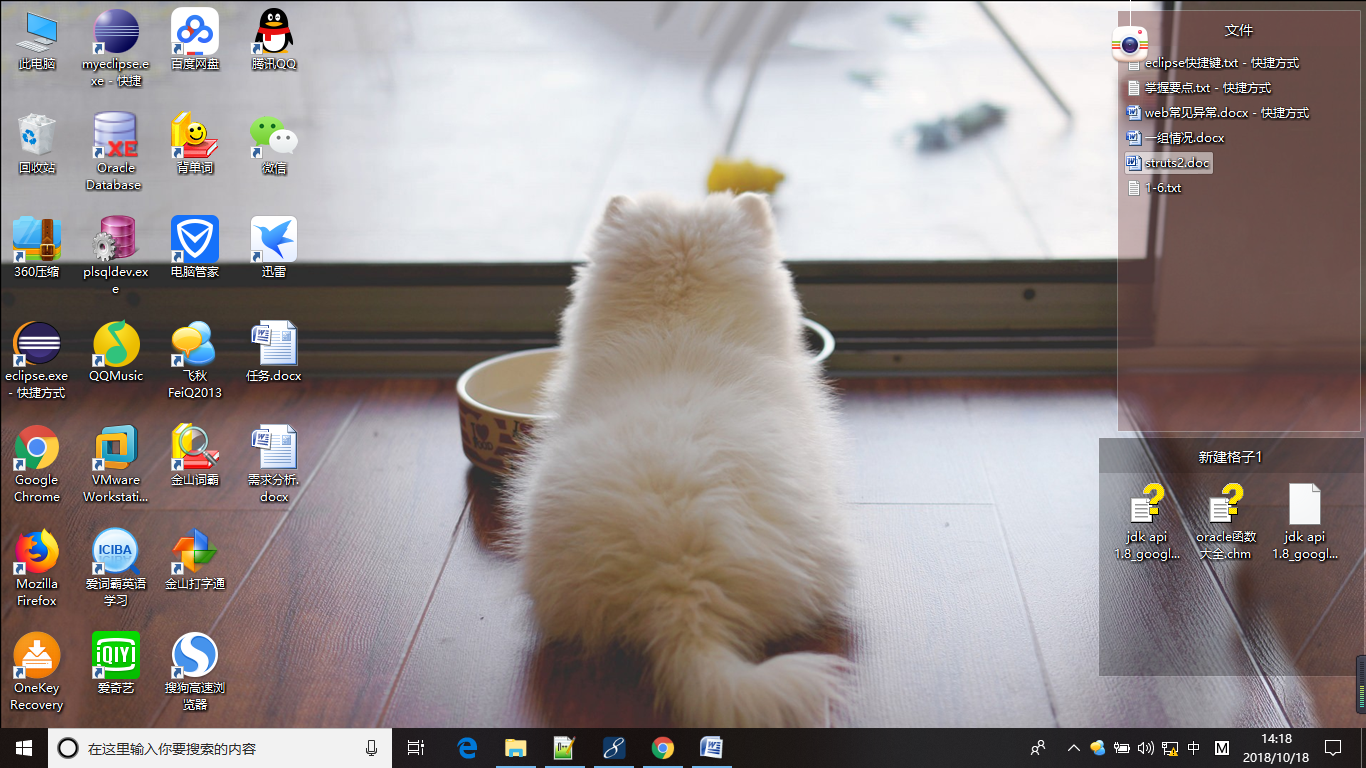 此电脑
myeclipse.e
xe - 快捷
百度网盘
腾讯QQ
回收站
XE
Oracle
Database
背单词
微信
360压缩
plsqldev.ex
e
电脑管家
迅雷
eclipse.exe
- 快捷方式
QQMusic
飞秋
FeiQ2013
任务.docx
Google
Chrome
VMware
Workstati...
金山词霸
需求分析.
docx
Mozilla
Firefox
ICIBA
爱词霸英语
学习
金山打字通
OneKey
Recovery
iQIYI
爱奇艺
搜狗高速浏
览器
文件
eclipse快捷键.txt - 快捷方式
掌握要点.txt - 快捷方式
web常见异常.docx - 快捷方式
一组情况.docx
struts2.doc
1-6.txt
新建格子1
jdk api
1.8_googl...
oracle函数
大全.chm
jdk api
1.8_googl...
在这里输入你要搜索的内容
中
M
14:18
2018/10/18